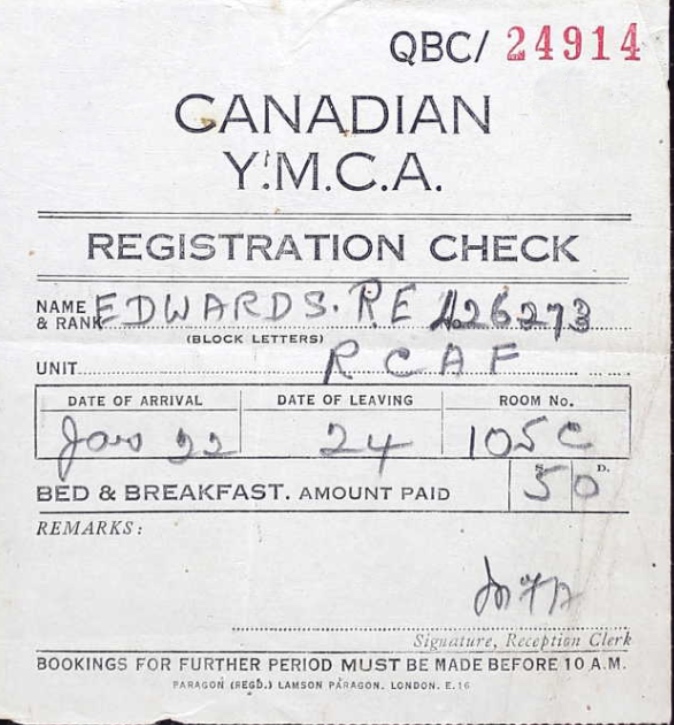 QBC/ 24914
CANADIAN
Y.M.C.A.
REGISTRATION CHECK
NAME & RANK EDWARDS. R E 426273
(BLOCK LETTERS)
UNIT R C A F
DATE OF ARRIVAL DATE OF LEAVING ROOM No.
Jan 22 24 105C
BED & BREAKFAST. AMOUNT PAID S. 5 D. 0
REMARKS:
Signature, Reception Clerk
BOOKINGS FOR FURTHER PERIOD MUST BE MADE BEFORE 10 A.M.
PARAGON (REGD.) LAMSON PARAGON. LONDON. E.16